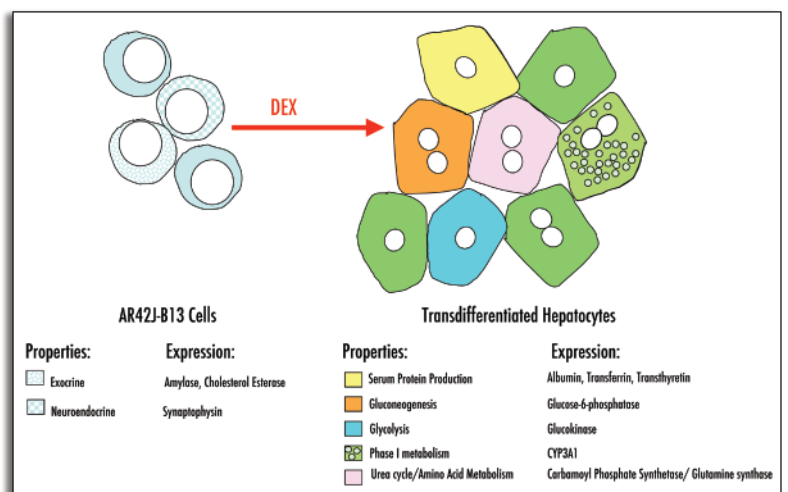 DEX
AR42J-B13 Cells
Transdifferentiated Hepatocytes
Properties: Expression:
Exocrine Amylase, Cholesterol Esterase
Neuroendocrine Synaptophysin
Properties: Expression:
Serum Protein Production Albumin, Transferrin, Transthyretin
Gluconeogenesis Glucose-6-phosphatase
Glycolysis Glucokinase
Phase I metabolism CYP3A1
Urea cycle/Amino Acid Metabolism Carbamoyl Phosphate Synthetase/ Glutamine synthase